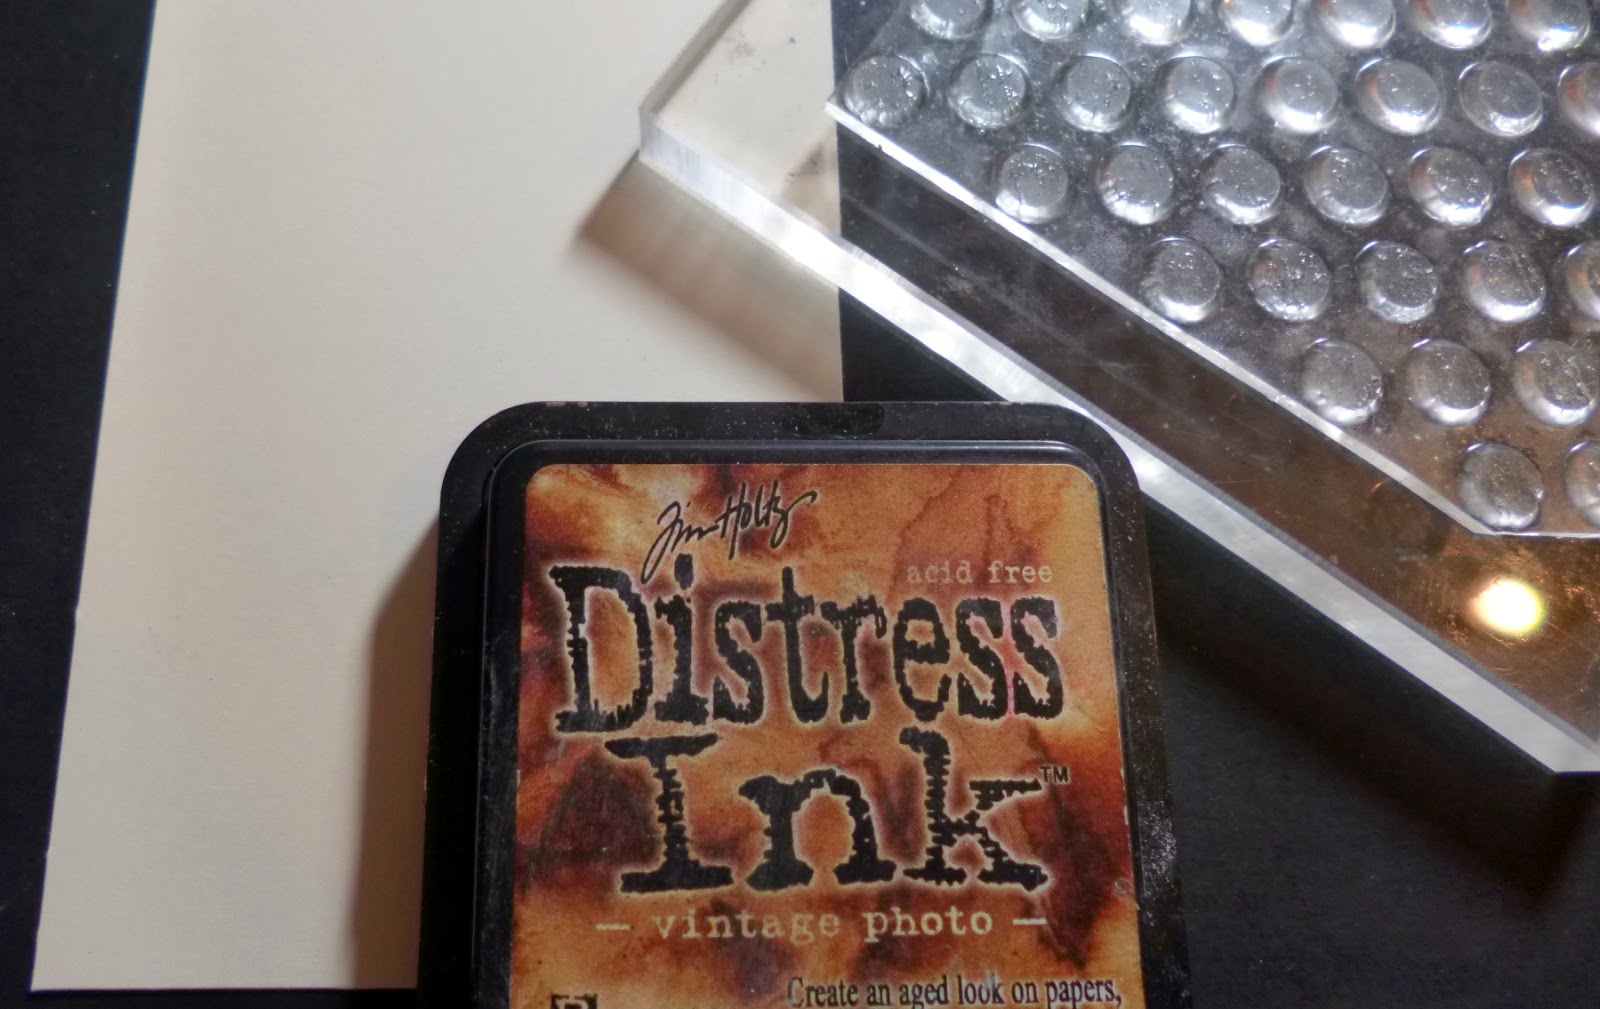 Tim Holtz
acid free
Distress
Ink™
— vintage photo —
Create an aged look on papers,